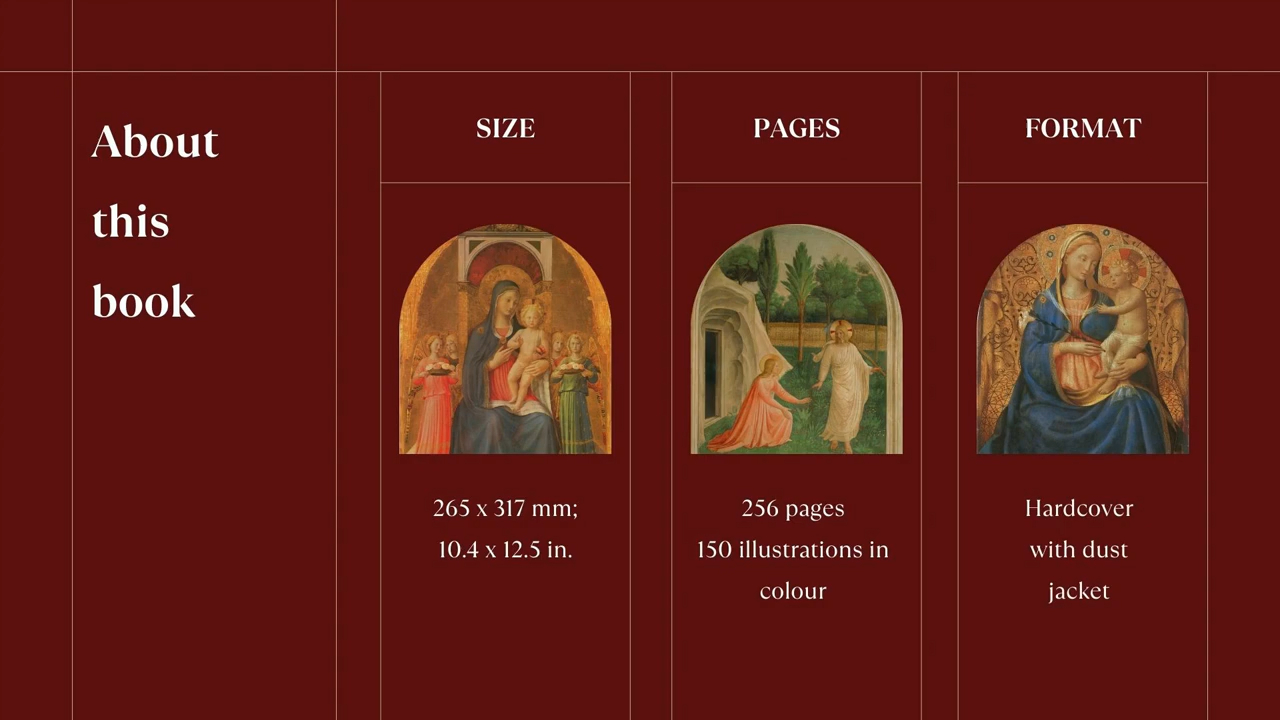 About
this
book
SIZE
265 x 317 mm;
10.4 x 12.5 in.
PAGES
256 pages
150 illustrations in
colour
FORMAT
Hardcover
with dust
jacket